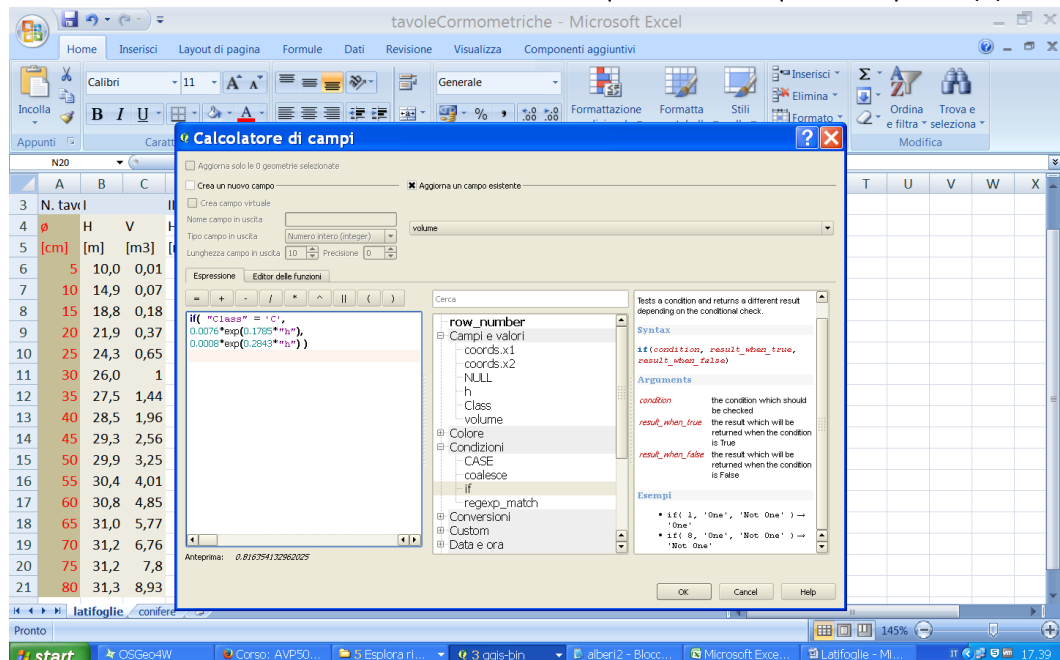 tavoleCormometriche - Microsoft Excel
Home Inserisci Layout di pagina Formule Dati Revisione Visualizza Componenti aggiuntivi
Incolla
Calibri 11
Generale
Formattazione
Formatta
Stili
Inserisci
Elimina
Formato
Ordina
e filtra
Trova e
seleziona
Appunti
Modifica
N20
A B C T U V W X
3 N. tav I
4 ø H V
5 [cm] [m] [m3]
6 5 10,0 0,01
7 10 14,9 0,07
8 15 18,8 0,18
9 20 21,9 0,37
10 25 24,3 0,65
11 30 26,0 1
12 35 27,5 1,44
13 40 28,5 1,96
14 45 29,3 2,56
15 50 29,9 3,25
16 55 30,4 4,01
17 60 30,8 4,85
18 65 31,0 5,77
19 70 31,2 6,76
20 75 31,2 7,8
21 80 31,3 8,93
Calcolatore di campi
Aggiorna solo le 0 geometrie selezionate
Crea un nuovo campo
Aggiorna un campo esistente
Crea campo virtuale
Nome campo in uscita
Tipo campo in uscita Numero intero (integer)
Lunghezza campo in uscita 10 Precisione 0
volume
Espressione Editor delle funzioni
= + - / * ^ || ( )
if( "Class" = 'C',
0.0076*exp(0.1785*"h"),
0.0008*exp(0.2843*"h") )
Anteprima: 0.816354132962025
Cerca
row_number
Campi e valori
coords.x1
coords.x2
NULL
h
Class
volume
Colore
Condizioni
CASE
coalesce
if
regexp_match
Conversioni
Custom
Data e ora
Tests a condition and returns a different result
depending on the conditional check.
Syntax
if(condition, result_when_true,
result_when_false)
Arguments
condition the condition which should
be checked
result_when_true the result which will be
returned when the condition
is True
result_when_false the result which will be
returned when the condition
is False
Esempi
• if( 1, 'One', 'Not One' ) →
'One'
• if( 8, 'One', 'Not One' ) →
'Not One'
OK Cancel Help
latifoglie conifere
Pronto
145%
start OSGeo4W Corso: AVP50... 5 Esplora ri... 3 qgis-bin alberi2 - Blocc... Microsoft Exce... Latifoglie - Mi... IT 17.39